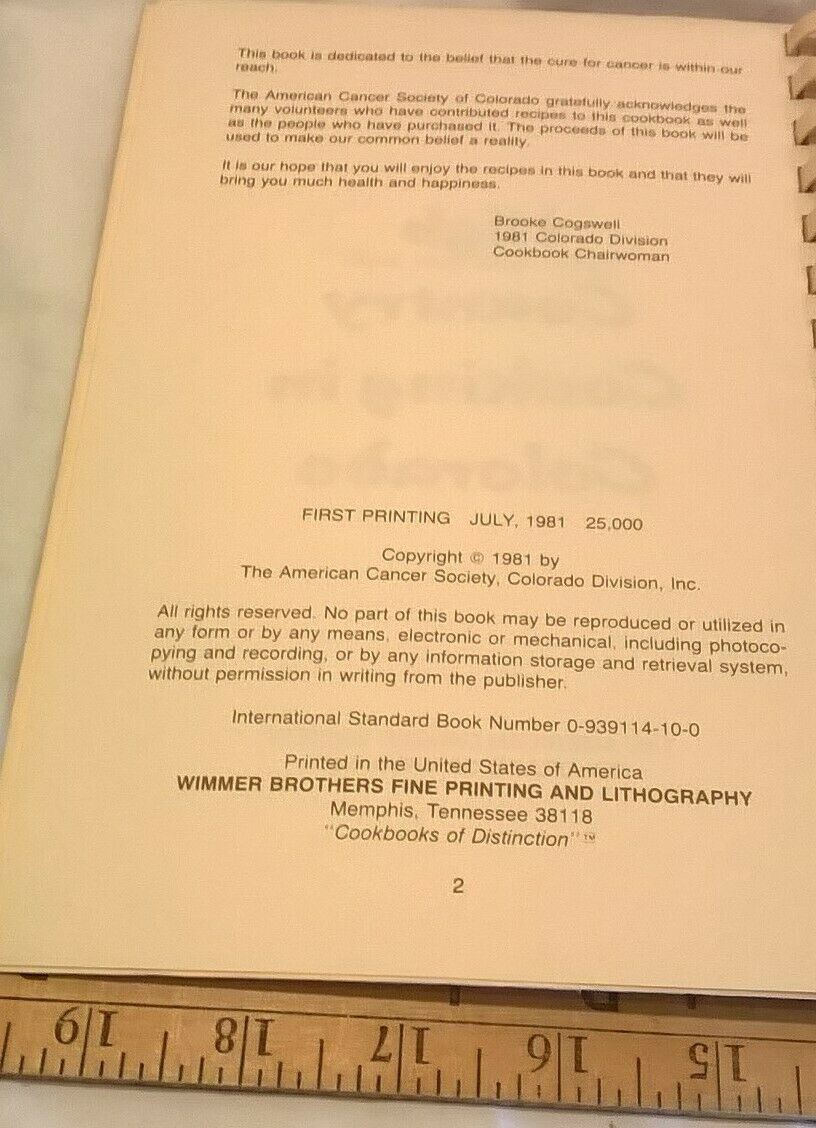 This book is dedicated to the belief that the cure for cancer is within our
reach.
The American Cancer Society of Colorado gratefully acknowledges the
many volunteers who have contributed recipes to this cookbook as well
as the people who have purchased it. The proceeds of this book will be
used to make our common belief a reality.
It is our hope that you will enjoy the recipes in this book and that they will
bring you much health and happiness.
Brooke Cogswell
1981 Colorado Division
Cookbook Chairwoman
Country
Cooking in
Colorado
FIRST PRINTING JULY, 1981 25,000
Copyright © 1981 by
The American Cancer Society, Colorado Division, Inc.
All rights reserved. No part of this book may be reproduced or utilized in
any form or by any means, electronic or mechanical, including photoco-
pying and recording, or by any information storage and retrieval system,
without permission in writing from the publisher.
International Standard Book Number 0-939114-10-0
Printed in the United States of America
WIMMER BROTHERS FINE PRINTING AND LITHOGRAPHY
Memphis, Tennessee 38118
"Cookbooks of Distinction"™
2
19 18 17 16 15